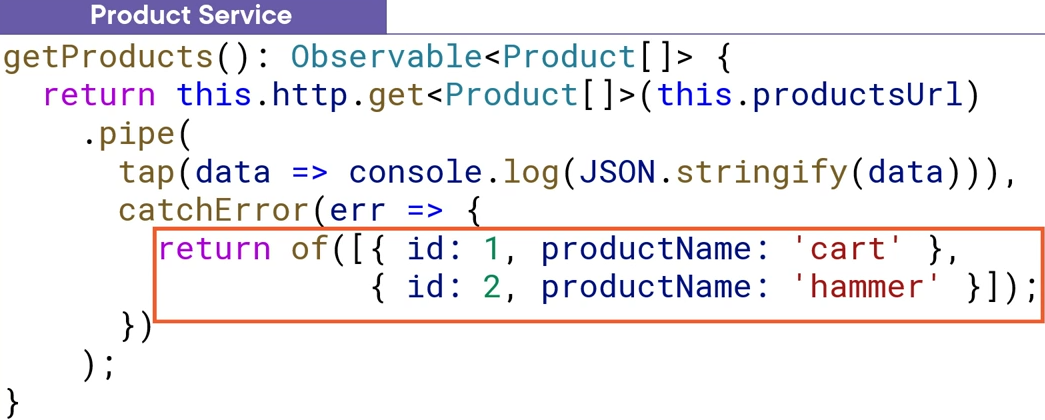 Product Service
getProducts(): Observable<Product[]> {
  return this.http.get<Product[]>(this.productsUrl)
    .pipe(
      tap(data => console.log(JSON.stringify(data))),
      catchError(err => {
        return of([{ id: 1, productName: 'cart' },
                   { id: 2, productName: 'hammer' }]);
      })
    );
}